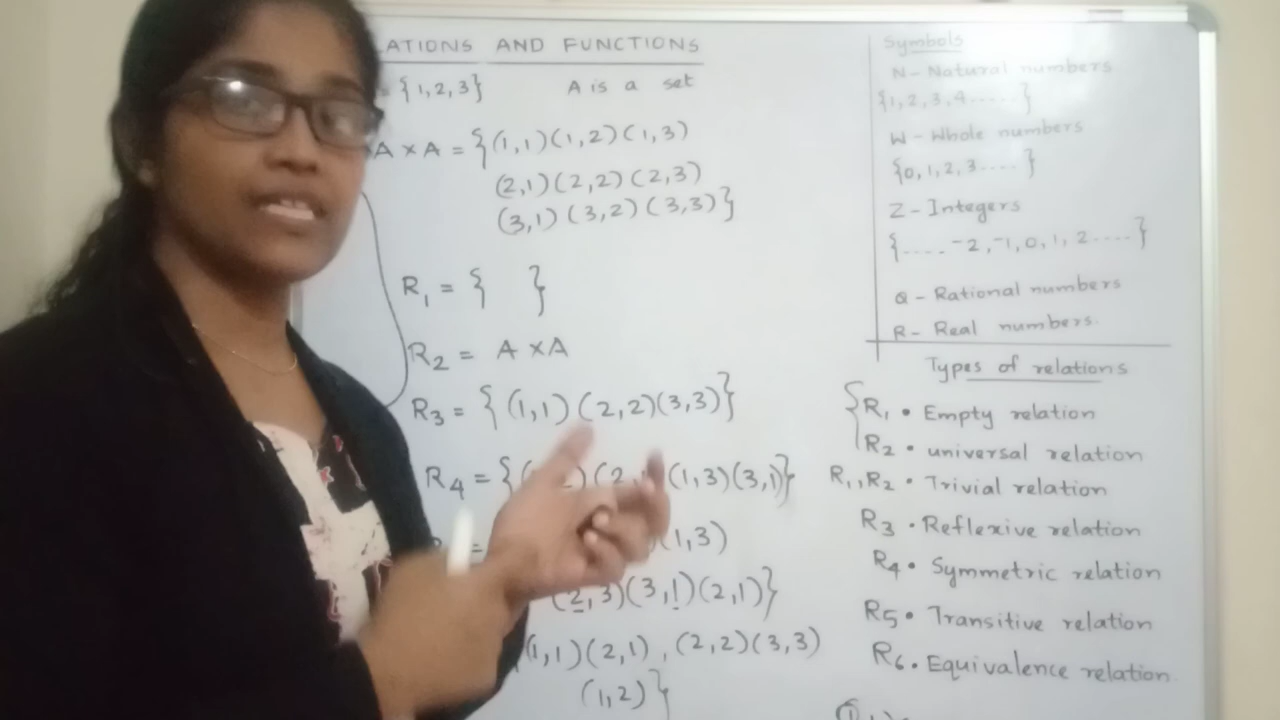 ATIONS AND FUNCTIONS
= {1,2,3} A is a set
A × A = {(1,1)(1,2)(1,3)
(2,1)(2,2)(2,3)
(3,1)(3,2)(3,3)}
R₁ = { }
R₂ = A × A
R₃ = {(1,1)(2,2)(3,3)}
R₄ = {( (2, (1,3)(3,1)}
= (1,3)
(2,3)(3,1)(2,1)}
(1,1)(2,1),(2,2)(3,3)
(1,2)}
Symbols
N - Natural numbers
{1,2,3,4.....}
W - Whole numbers
{0,1,2,3.....}
Z - Integers
{.....-2,-1,0,1,2.....}
Q - Rational numbers
R - Real numbers.
Types of relations
R₁ • Empty relation
R₂ • universal relation
R₁,R₂ • Trivial relation
R₃ • Reflexive relation
R₄ • Symmetric relation
R₅ • Transitive relation
R₆ • Equivalence relation